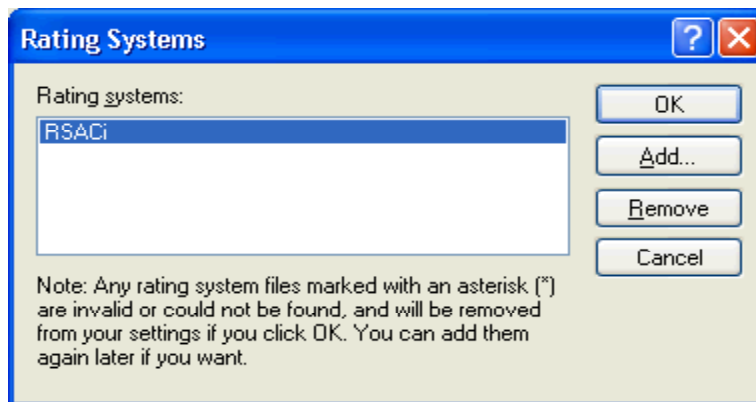 Rating Systems
Rating systems:
RSACi
OK
Add...
Remove
Cancel
Note: Any rating system files marked with an asterisk (*)
are invalid or could not be found, and will be removed
from your settings if you click OK. You can add them
again later if you want.